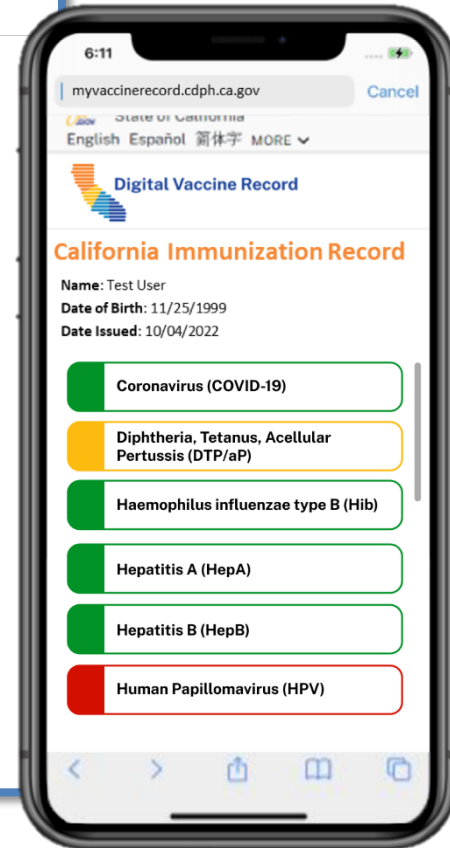 6:11
myvaccinerecord.cdph.ca.gov Cancel
State of California
English Español 简体字 MORE
Digital Vaccine Record
California Immunization Record
Name: Test User
Date of Birth: 11/25/1999
Date Issued: 10/04/2022
Coronavirus (COVID-19)
Diphtheria, Tetanus, Acellular
Pertussis (DTP/aP)
Haemophilus influenzae type B (Hib)
Hepatitis A (HepA)
Hepatitis B (HepB)
Human Papillomavirus (HPV)